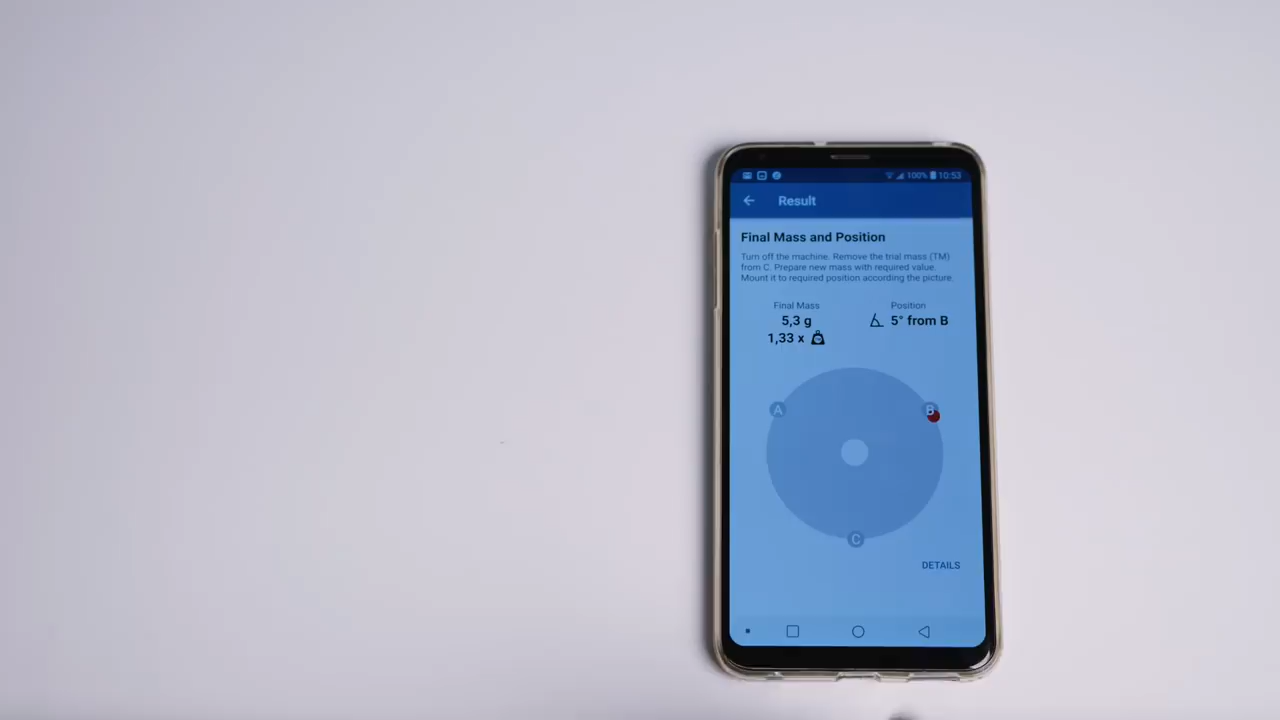 100% 10:53
Result
Final Mass and Position
Turn off the machine. Remove the trial mass (TM)
from C. Prepare new mass with required value.
Mount it to required position according the picture.
Final Mass
Position
5,3 g
5° from B
1,33 x
A
B
C
DETAILS